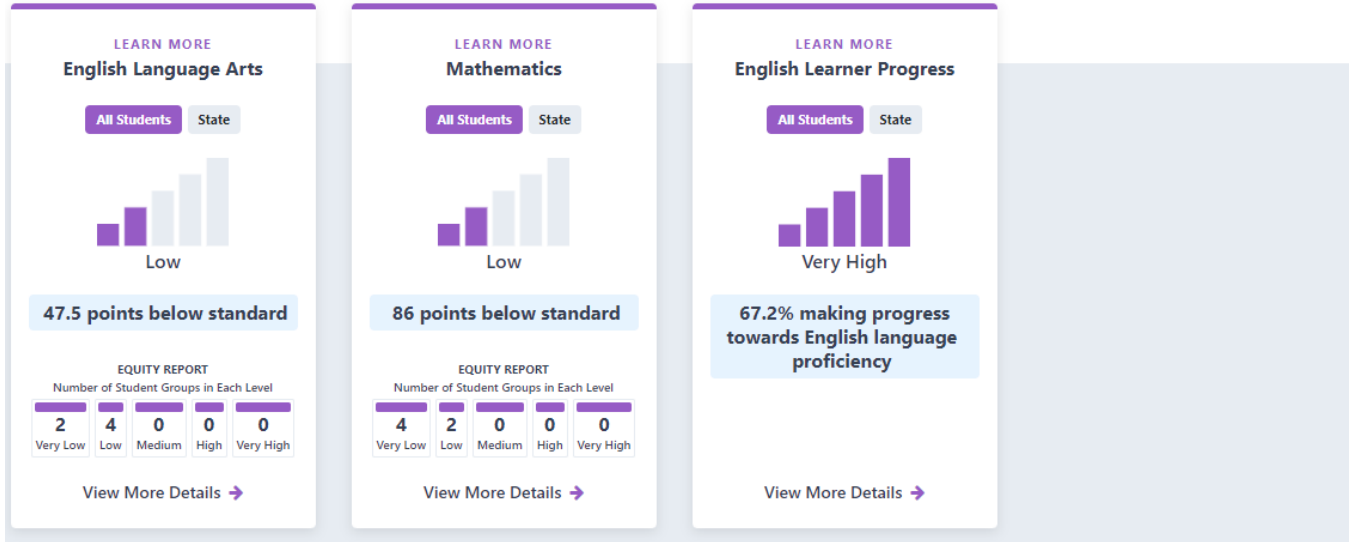 LEARN MORE
English Language Arts
All Students State
Low
47.5 points below standard
EQUITY REPORT
Number of Student Groups in Each Level
2 4 0 0 0
Very Low Low Medium High Very High
View More Details
LEARN MORE
Mathematics
All Students State
Low
86 points below standard
EQUITY REPORT
Number of Student Groups in Each Level
4 2 0 0 0
Very Low Low Medium High Very High
View More Details
LEARN MORE
English Learner Progress
All Students State
Very High
67.2% making progress
towards English language
proficiency
View More Details